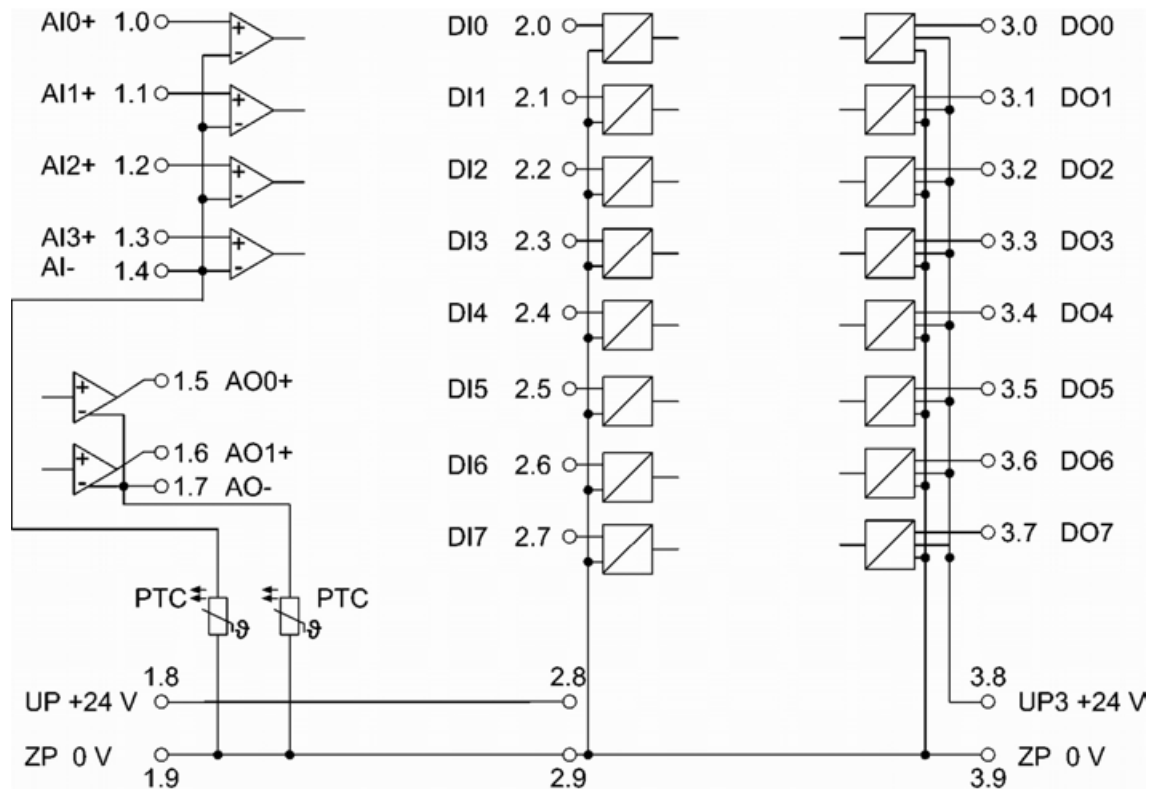 AI0+ 1.0
+
-
AI1+ 1.1
+
-
AI2+ 1.2
+
-
AI3+ 1.3
+
AI- 1.4
-
+
-
1.5 AO0+
+
-
1.6 AO1+
1.7 AO-
PTC
ϑ
PTC
ϑ
1.8
UP +24 V
ZP 0 V
1.9
DI0 2.0
DI1 2.1
DI2 2.2
DI3 2.3
DI4 2.4
DI5 2.5
DI6 2.6
DI7 2.7
2.8
2.9
3.0 DO0
3.1 DO1
3.2 DO2
3.3 DO3
3.4 DO4
3.5 DO5
3.6 DO6
3.7 DO7
3.8
UP3 +24 V
ZP 0 V
3.9